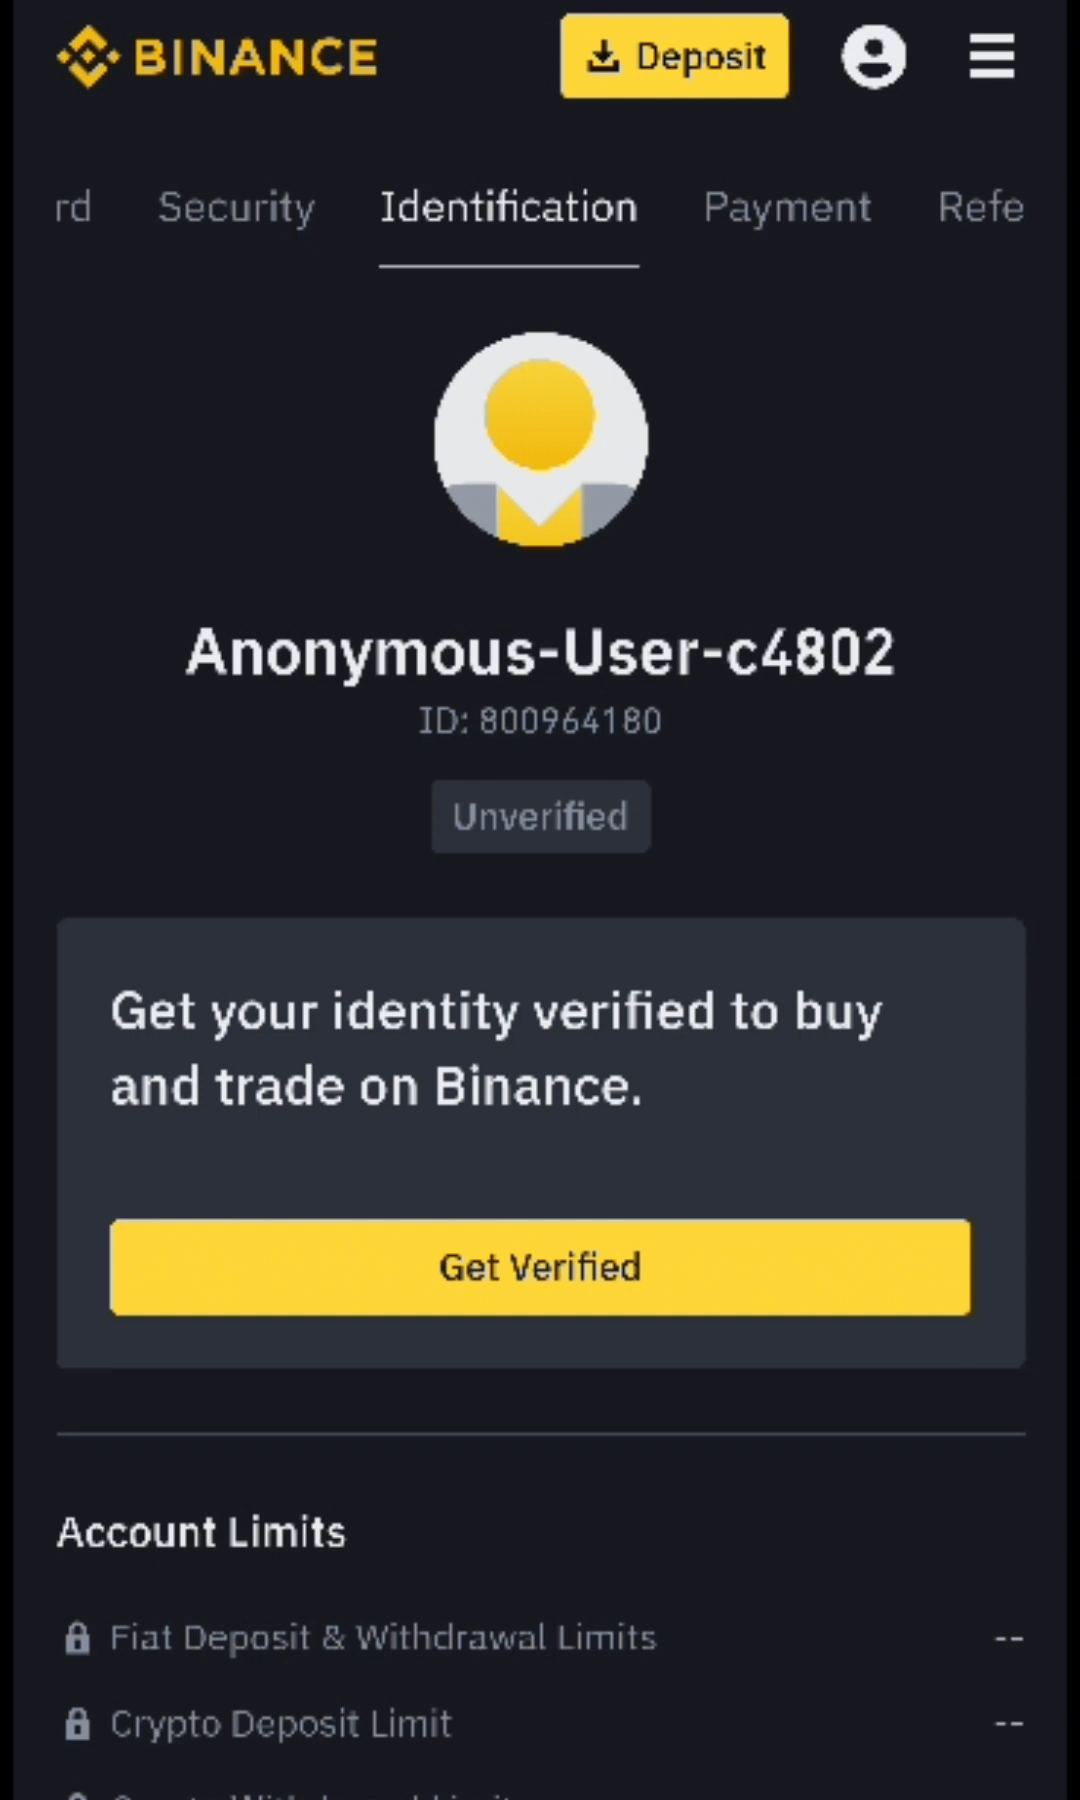 BINANCE
Deposit
rd Security Identification Payment Refe
Anonymous-User-c4802
ID: 800964180
Unverified
Get your identity verified to buy
and trade on Binance.
Get Verified
Account Limits
Fiat Deposit & Withdrawal Limits --
Crypto Deposit Limit --